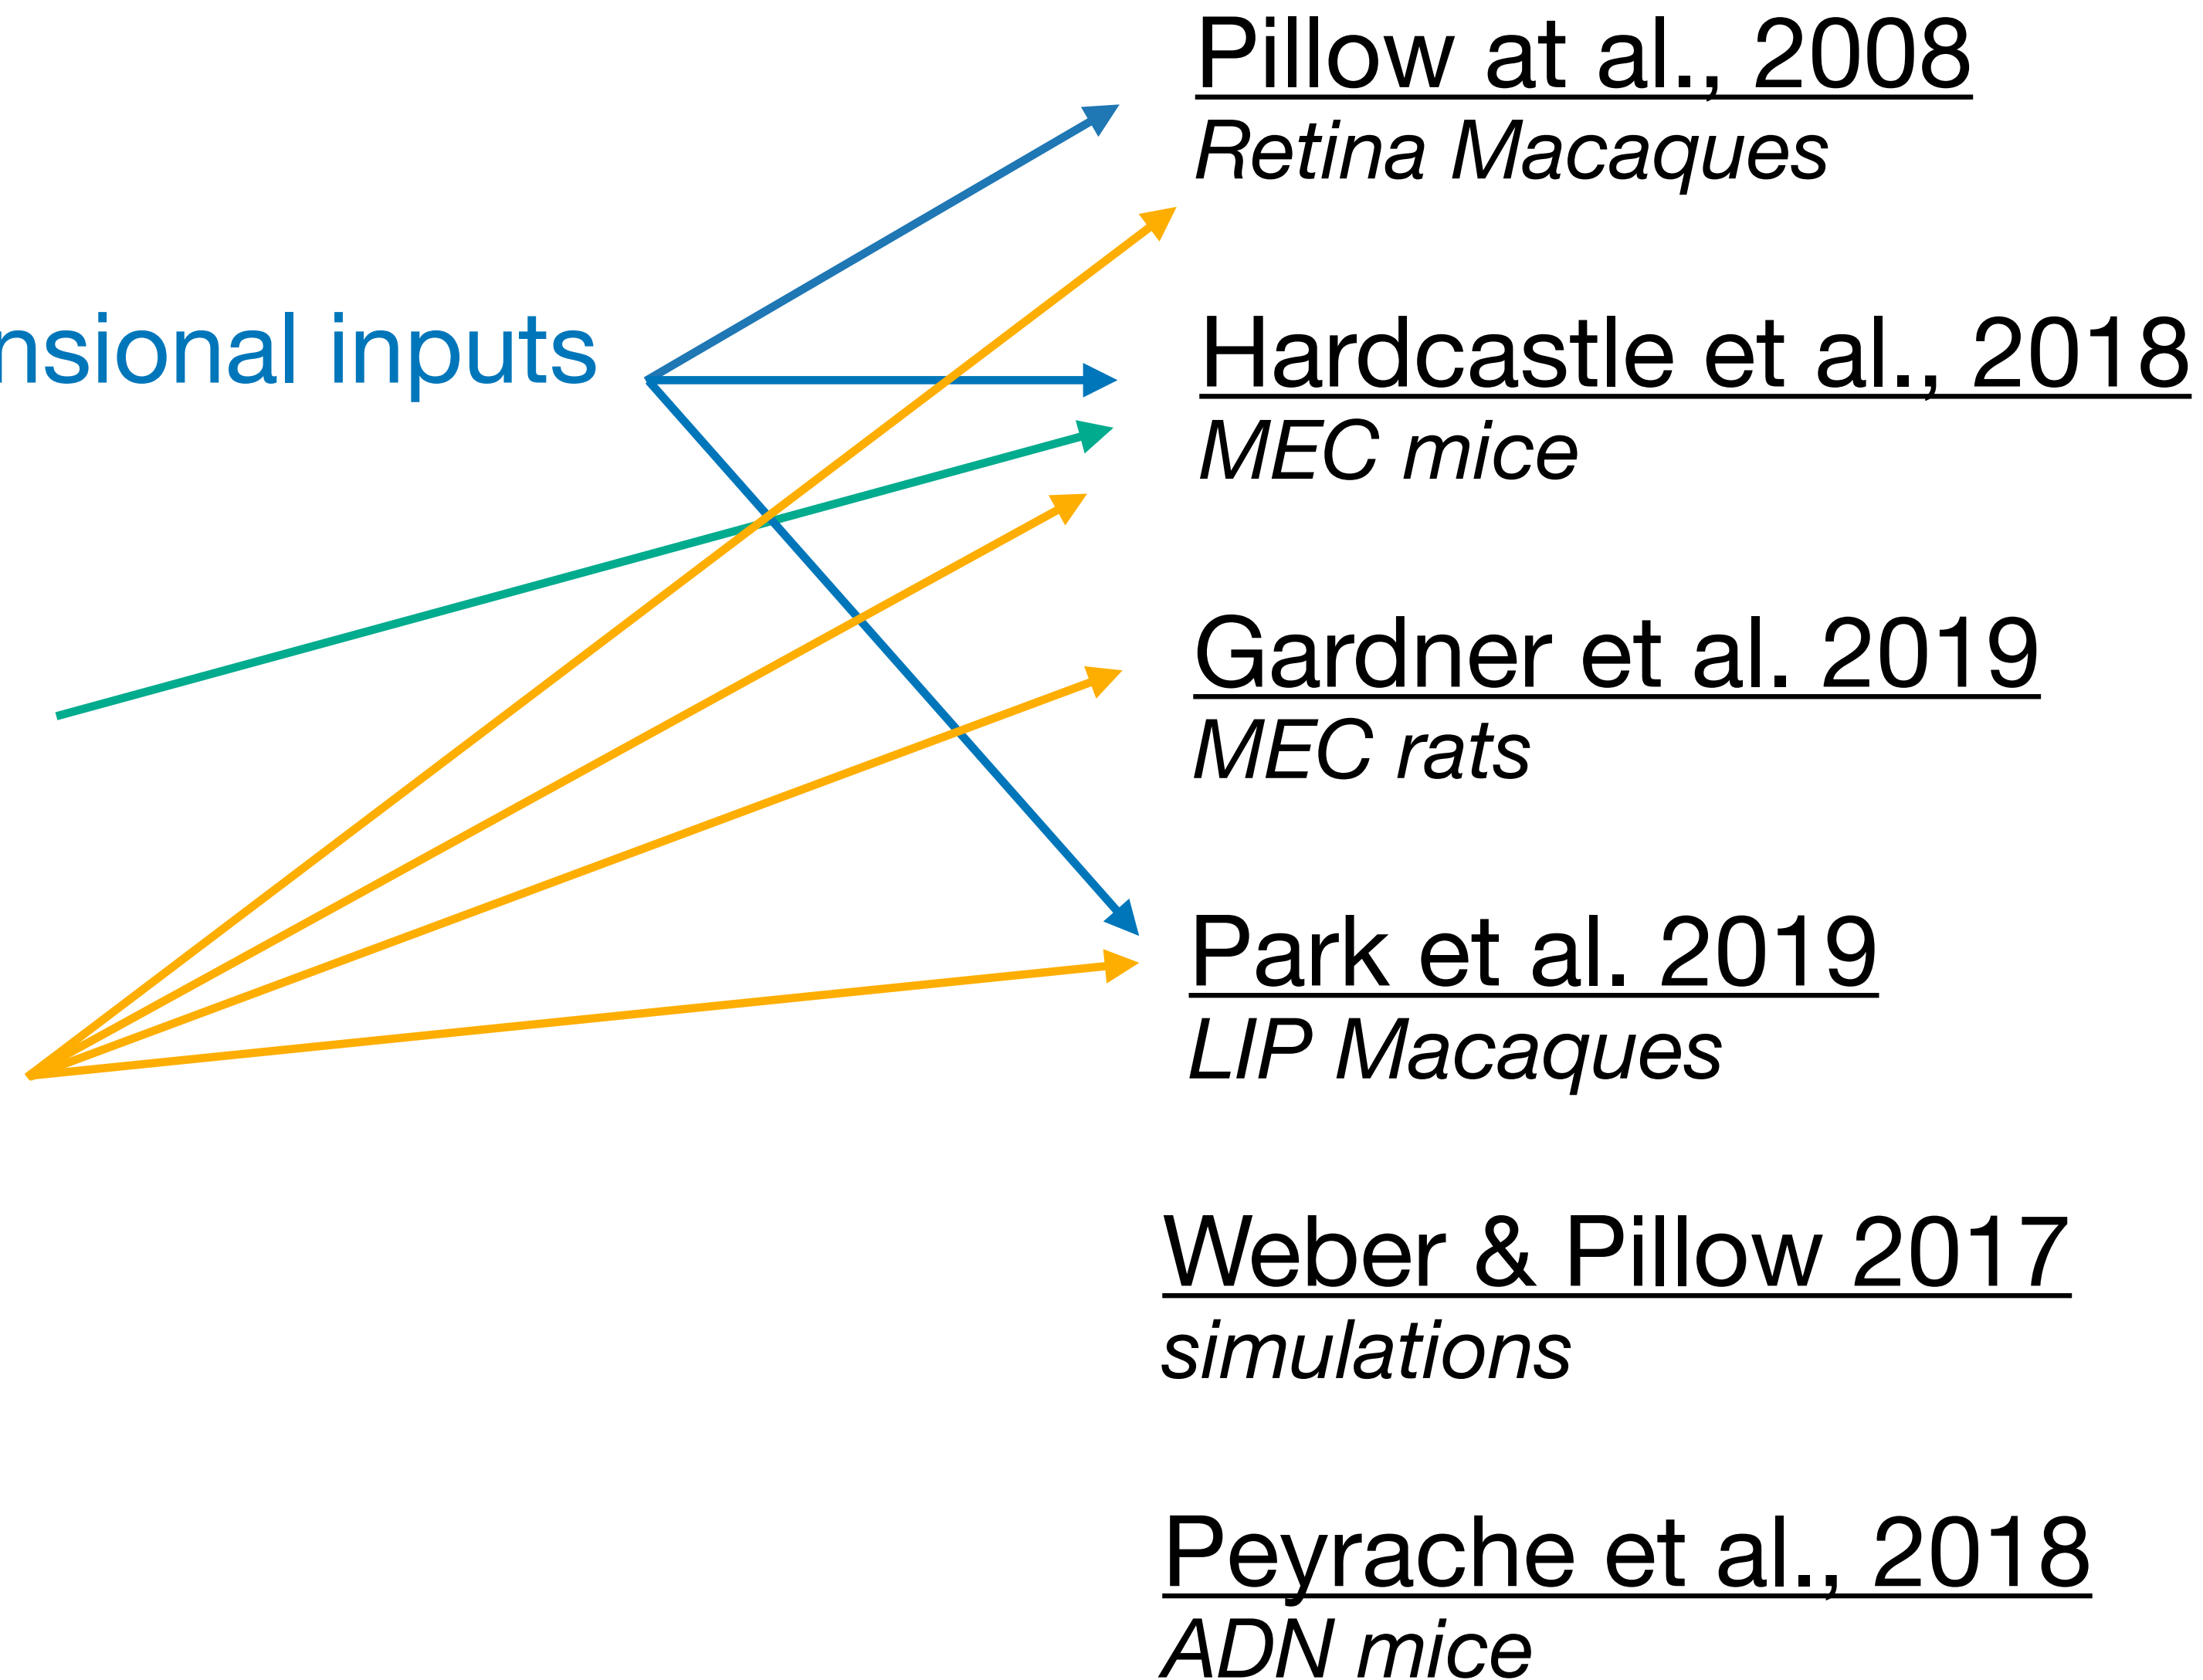 Pillow at al., 2008
Retina Macaques
nsional inputs
Hardcastle et al., 2018
MEC mice
Gardner et al. 2019
MEC rats
Park et al. 2019
LIP Macaques
Weber & Pillow 2017
simulations
Peyrache et al., 2018
ADN mice